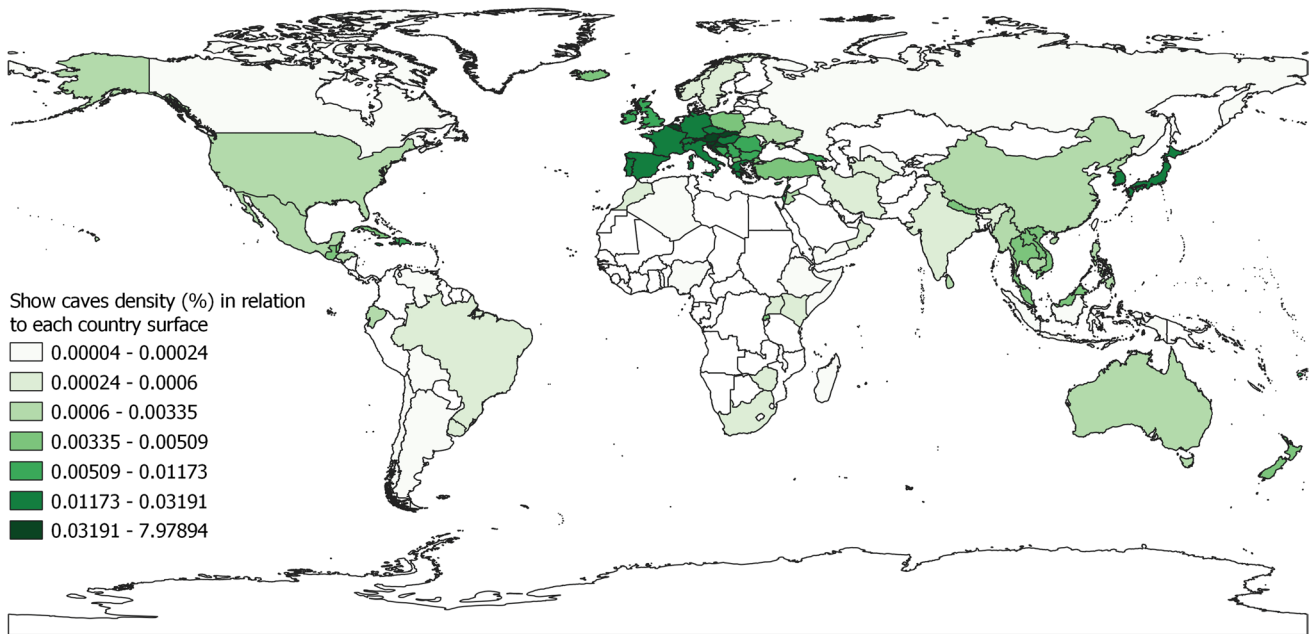 Show caves density (%) in relation
to each country surface
0.00004 - 0.00024
0.00024 - 0.0006
0.0006 - 0.00335
0.00335 - 0.00509
0.00509 - 0.01173
0.01173 - 0.03191
0.03191 - 7.97894